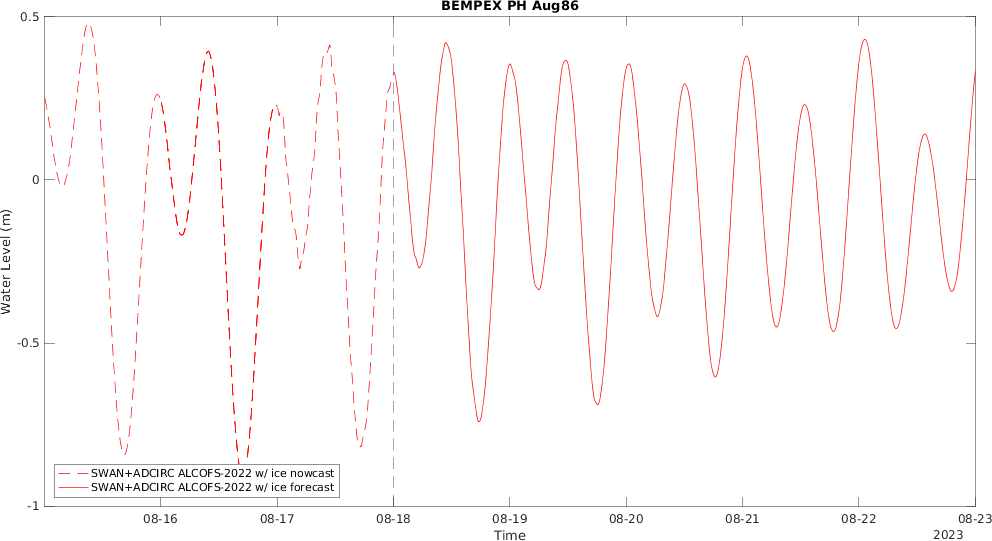 BEMPEX PH Aug86
0.5
0
-0.5
-1
Water Level (m)
SWAN+ADCIRC ALCOFS-2022 w/ ice nowcast
SWAN+ADCIRC ALCOFS-2022 w/ ice forecast
08-16 08-17 08-18 08-19 08-20 08-21 08-22 08-23
Time
2023